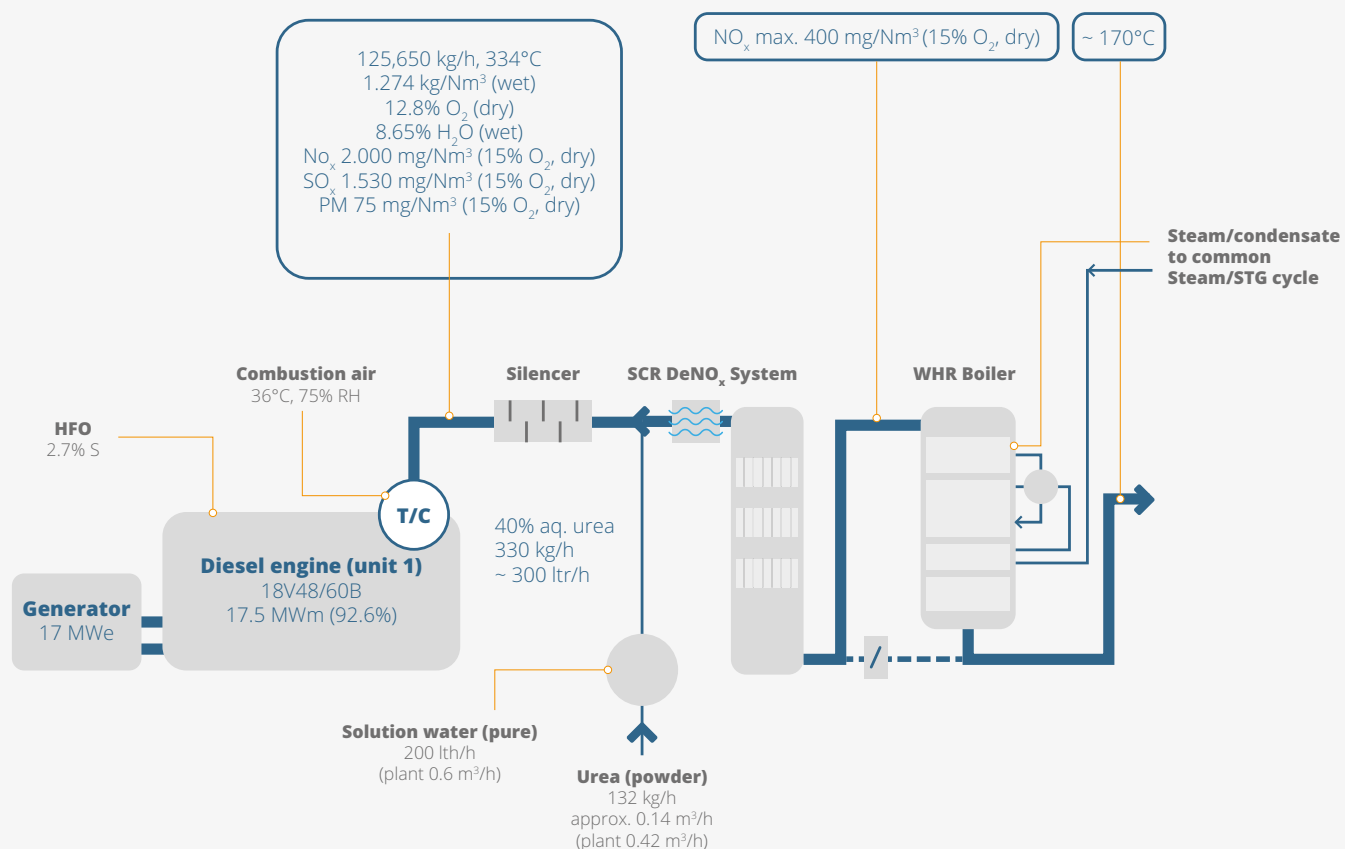 125,650 kg/h, 334°C
1.274 kg/Nm³ (wet)
12.8% O₂ (dry)
8.65% H₂O (wet)
Noₓ 2.000 mg/Nm³ (15% O₂, dry)
SOₓ 1.530 mg/Nm³ (15% O₂, dry)
PM 75 mg/Nm³ (15% O₂, dry)
NOₓ max. 400 mg/Nm³ (15% O₂, dry)
~ 170°C
Steam/condensate
to common
Steam/STG cycle
Combustion air
36°C, 75% RH
Silencer
SCR DeNOₓ System
WHR Boiler
HFO
2.7% S
T/C
40% aq. urea
330 kg/h
~ 300 ltr/h
Diesel engine (unit 1)
18V48/60B
17.5 MWm (92.6%)
Generator
17 MWe
Solution water (pure)
200 lth/h
(plant 0.6 m³/h)
Urea (powder)
132 kg/h
approx. 0.14 m³/h
(plant 0.42 m³/h)